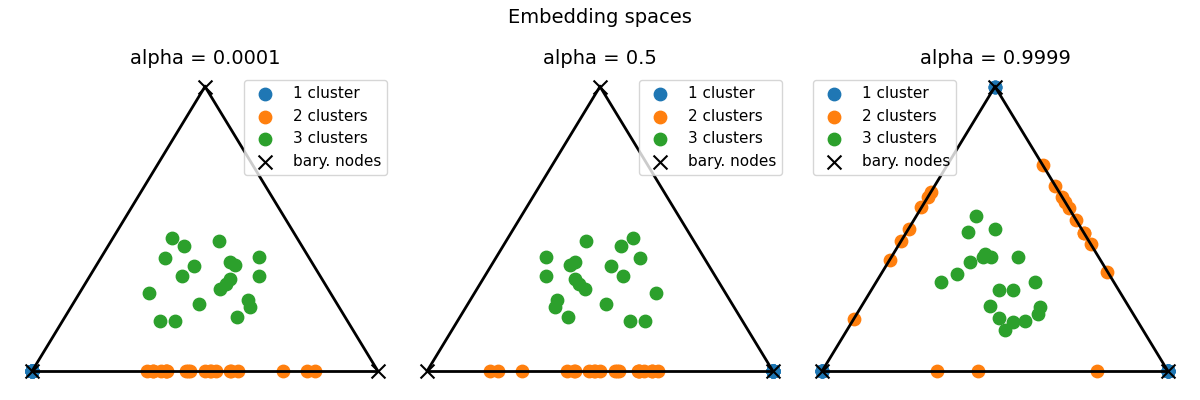 Embedding spaces
alpha = 0.0001
1 cluster
2 clusters
3 clusters
bary. nodes
alpha = 0.5
1 cluster
2 clusters
3 clusters
bary. nodes
alpha = 0.9999
1 cluster
2 clusters
3 clusters
bary. nodes